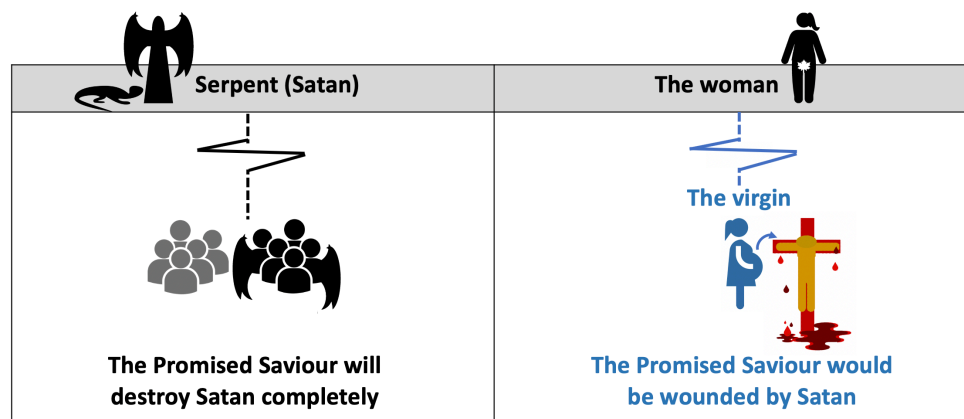 Serpent (Satan)
The woman
The virgin
The Promised Saviour will
destroy Satan completely
The Promised Saviour would
be wounded by Satan